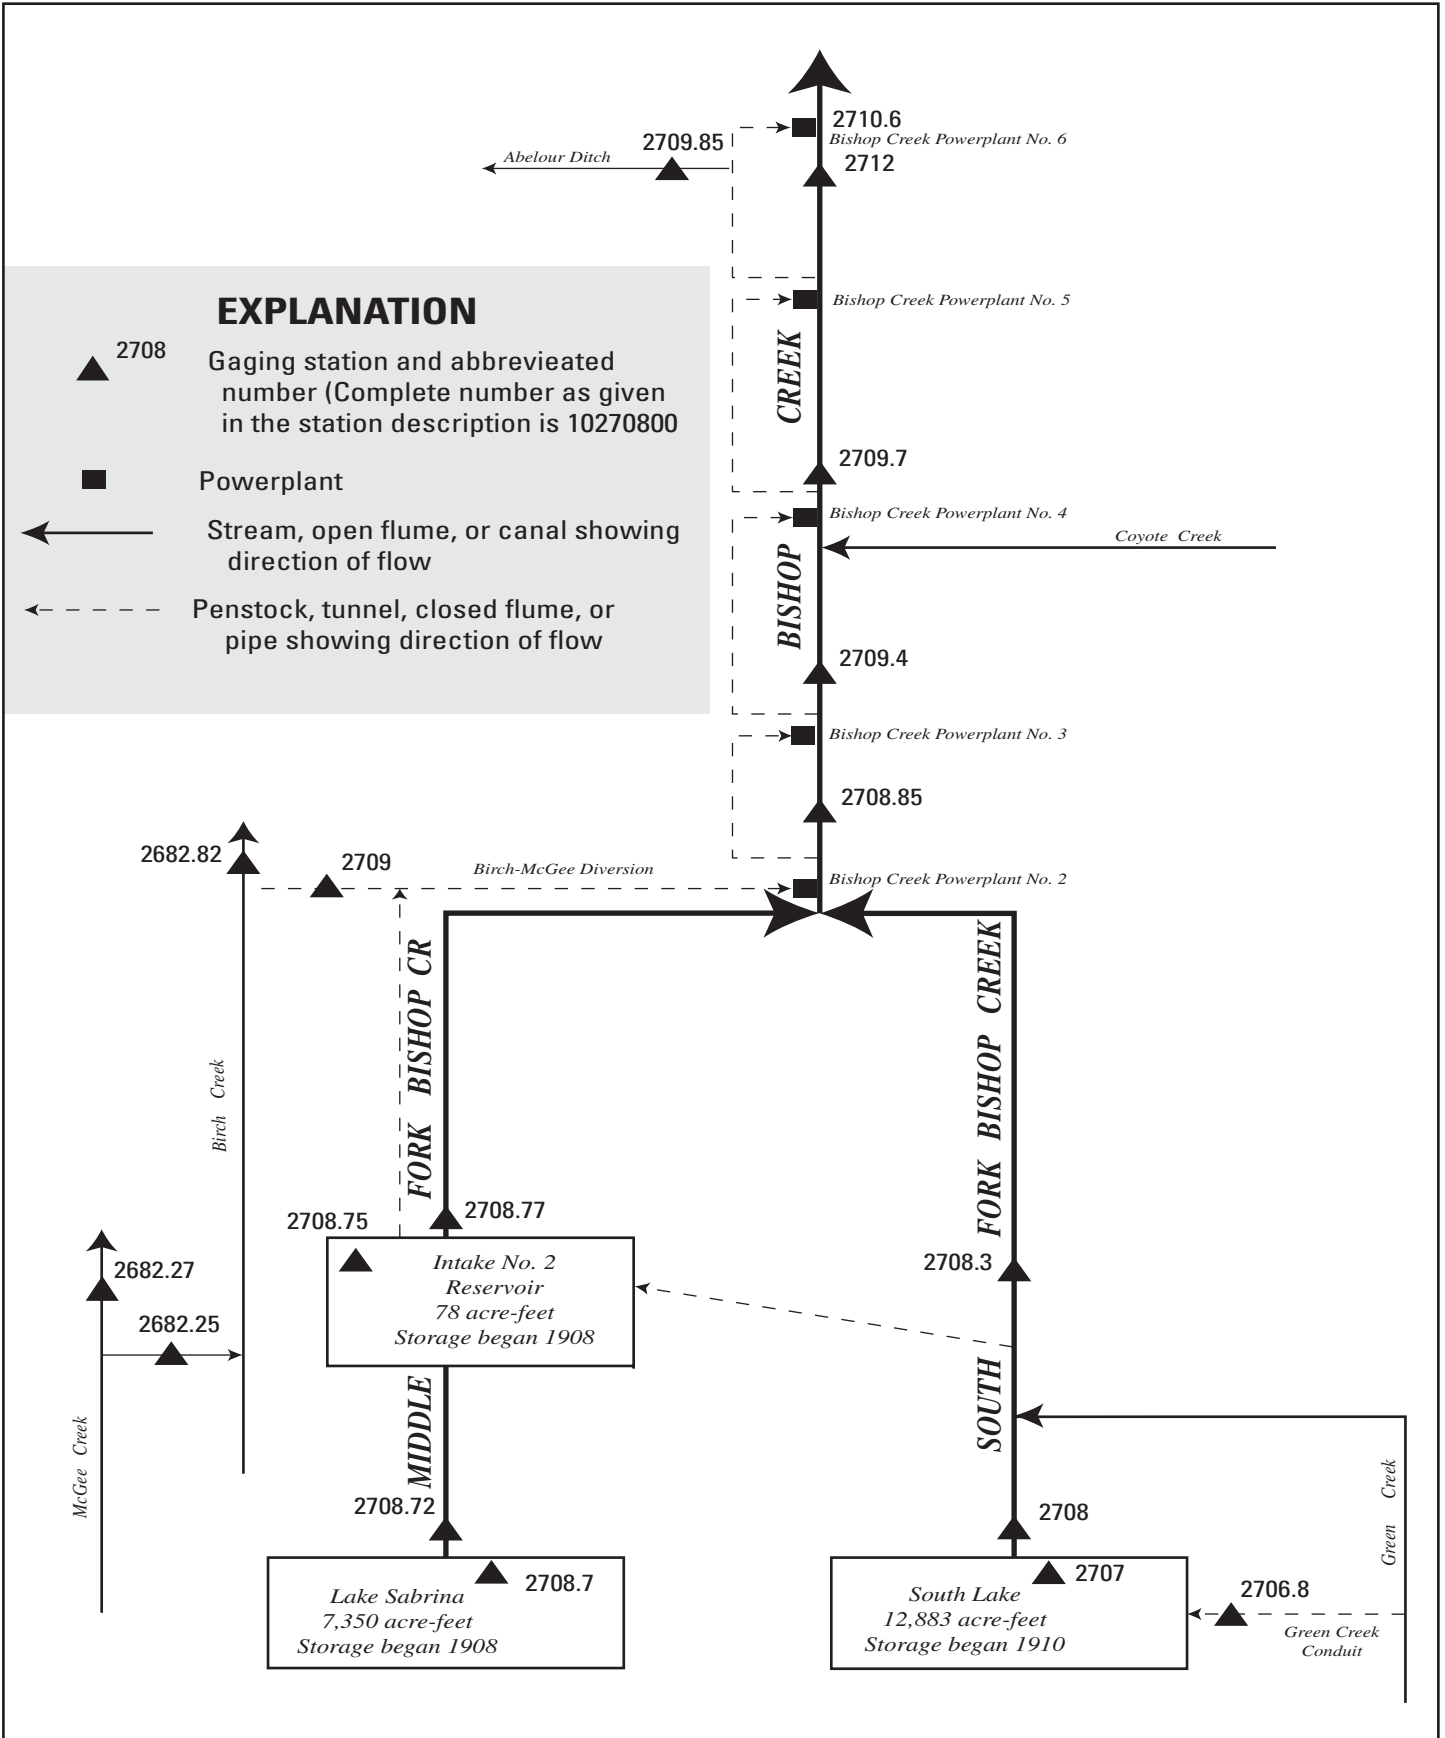 2710.6
Bishop Creek Powerplant No. 6
2709.85
Abelour Ditch
2712
EXPLANATION
2708
Gaging station and abbrevieated
number (Complete number as given
in the station description is 10270800
Powerplant
Stream, open flume, or canal showing
direction of flow
Penstock, tunnel, closed flume, or
pipe showing direction of flow
Bishop Creek Powerplant No. 5
CREEK
2709.7
Bishop Creek Powerplant No. 4
Coyote Creek
BISHOP
2709.4
Bishop Creek Powerplant No. 3
2708.85
2682.82
2709
Birch-McGee Diversion
Bishop Creek Powerplant No. 2
FORK BISHOP CR
FORK BISHOP CREEK
Birch Creek
2708.75
2708.77
2682.27
2682.25
Intake No. 2
Reservoir
78 acre-feet
Storage began 1908
2708.3
MIDDLE
SOUTH
McGee Creek
Green Creek
2708.72
2708
Lake Sabrina
7,350 acre-feet
Storage began 1908
2708.7
South Lake
12,883 acre-feet
Storage began 1910
2707
2706.8
Green Creek
Conduit